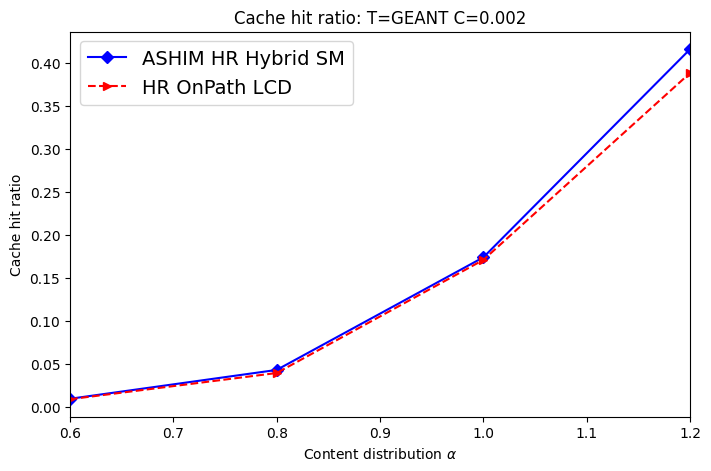 Cache hit ratio: T=GEANT C=0.002
ASHIM HR Hybrid SM
HR OnPath LCD
Cache hit ratio
0.40
0.35
0.30
0.25
0.20
0.15
0.10
0.05
0.00
0.6 0.7 0.8 0.9 1.0 1.1 1.2
Content distribution α